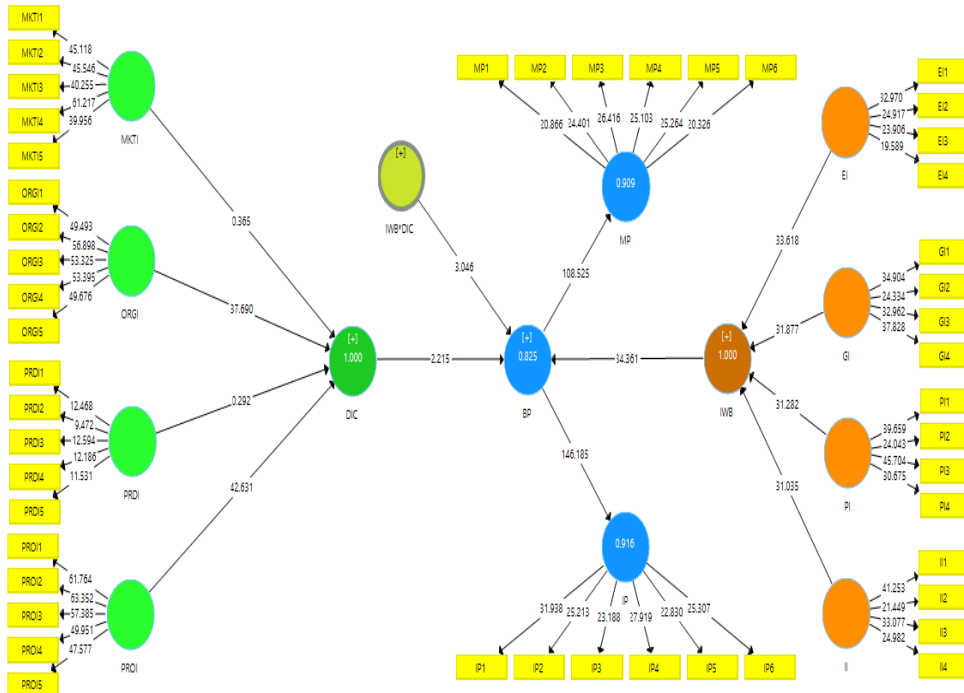 MKTI1
MKTI2
MKTI3
MKTI4
MKTI5
45.118
45.546
40.255
61.217
39.956
MKTI
ORGI1
ORGI2
ORGI3
ORGI4
ORGI5
49.493
56.898
53.325
53.395
49.676
ORGI
PRDI1
PRDI2
PRDI3
PRDI4
PRDI5
12.468
9.472
12.594
12.186
11.531
PRDI
PROI1
PROI2
PROI3
PROI4
PROI5
61.764
63.352
57.385
49.951
47.577
PROI
0.365
37.690
0.292
42.631
[+]
1.000
DIC
[+]
IWB*DIC
3.046
2.215
[+]
0.825
BP
MP1
MP2
MP3
MP4
MP5
MP6
20.866
24.401
26.416
25.103
25.264
20.326
0.909
MP
108.525
146.185
0.916
IP
31.938
25.213
23.188
27.919
22.830
25.307
IP1
IP2
IP3
IP4
IP5
IP6
34.361
[+]
1.000
IWB
33.618
31.877
31.282
31.035
EI
32.970
24.917
23.906
19.589
EI1
EI2
EI3
EI4
GI
34.904
24.334
32.962
37.828
GI1
GI2
GI3
GI4
PI
39.659
24.043
45.704
30.675
PI1
PI2
PI3
PI4
II
41.253
21.449
33.077
24.982
II1
II2
II3
II4